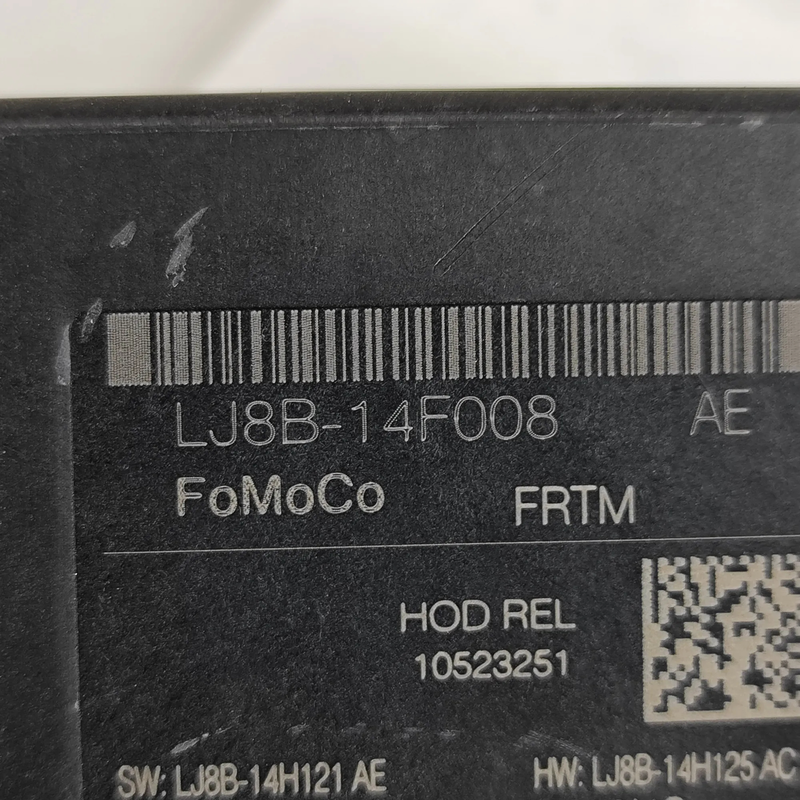 LJ8B-14F008 AE
FoMoCo FRTM
HOD REL
10523251
SW: LJ8B-14H121 AE HW: LJ8B-14H125 AC